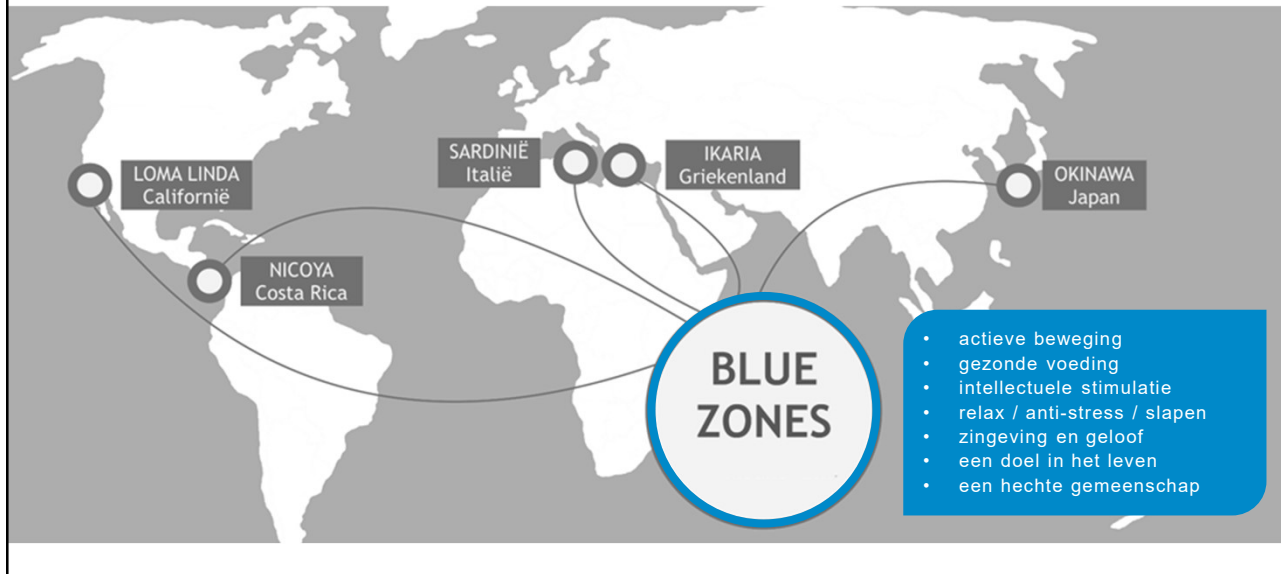 LOMA LINDA
Californië
NICOYA
Costa Rica
SARDINIË
Italië
IKARIA
Griekenland
OKINAWA
Japan
BLUE
ZONES
• actieve beweging
• gezonde voeding
• intellectuele stimulatie
• relax / anti-stress / slapen
• zingeving en geloof
• een doel in het leven
• een hechte gemeenschap